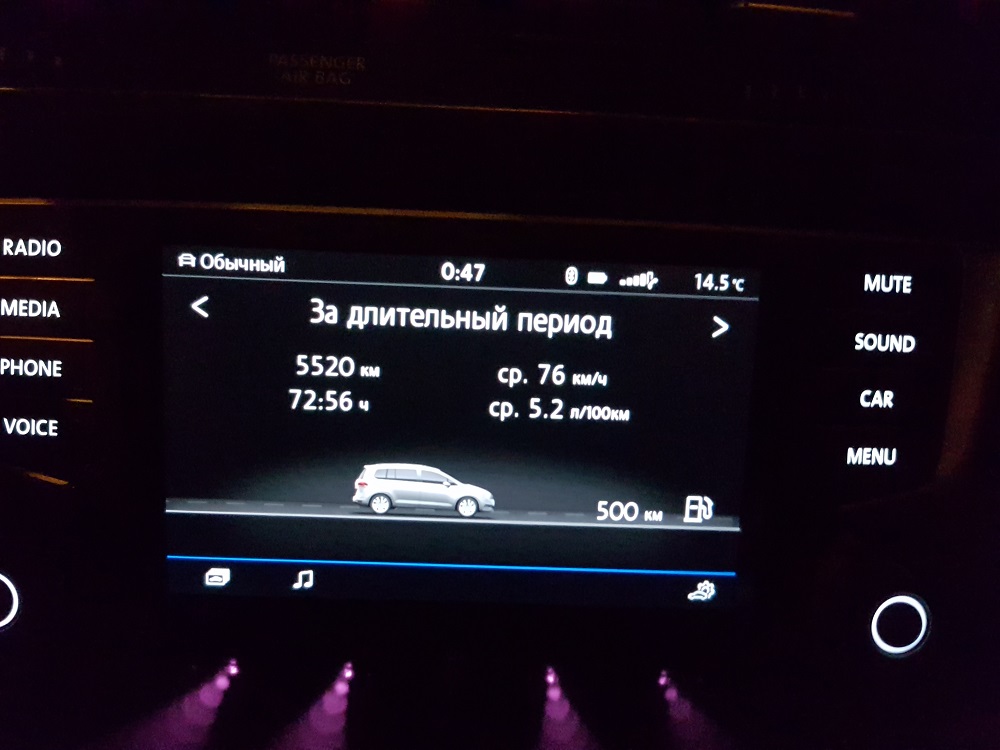 PASSENGER
AIR BAG
RADIO
MEDIA
PHONE
VOICE
Обычный 0:47 14.5°C
< За длительный период >
5520 км ср. 76 км/ч
72:56 ч ср. 5.2 л/100км
500 км
MUTE
SOUND
CAR
MENU